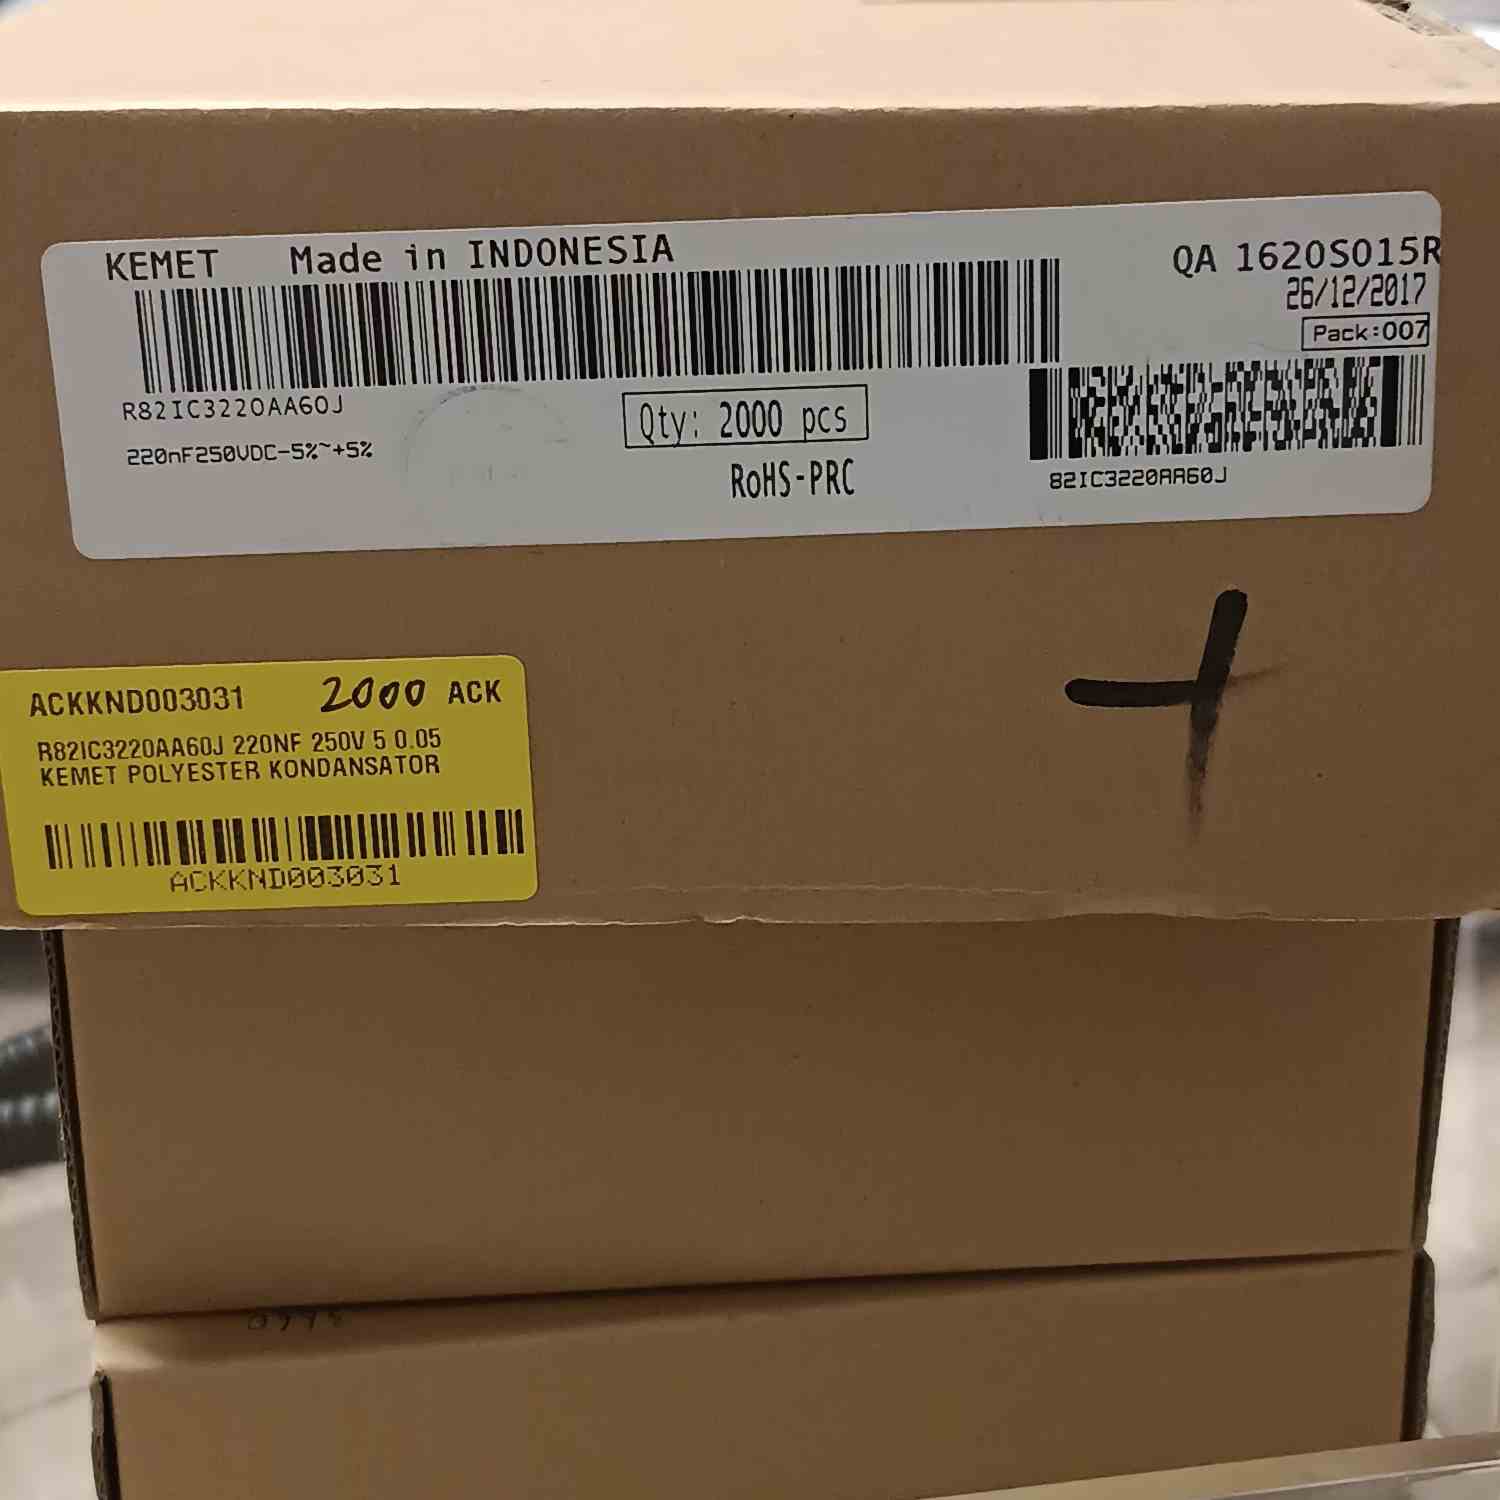 KEMET Made in INDONESIA
QA 1620S015R
26/12/2017
Pack:007
R82IC3220AA60J
220nF250VDC-5%~+5%
Qty: 2000 pcs
RoHS-PRC
82IC3220AA60J
ACKKND003031 2000 ACK
R82IC3220AA60J 220NF 250V 5 0.05
KEMET POLYESTER KONDANSATOR
ACKKND003031